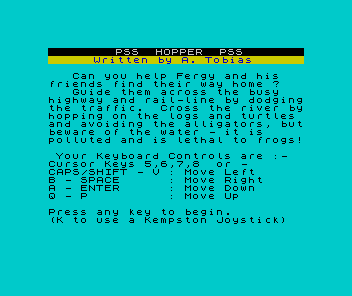 PSS HOPPER PSS
Written by A. Tobias
Can you help Fergy and his
friends find their way home ?
Guide them across the busy
highway and rail-line by dodging
the traffic. Cross the river by
hopping on the logs and turtles
and avoiding the alligators, but
beware of the water - it is
polluted and is lethal to frogs!
Your Keyboard Controls are :-
Cursor Keys 5,6,7,8 or -
CAPS/SHIFT - V : Move Left
B - SPACE : Move Right
A - ENTER : Move Down
Q - P : Move Up
Press any key to begin.
(K to use a Kempston Joystick)